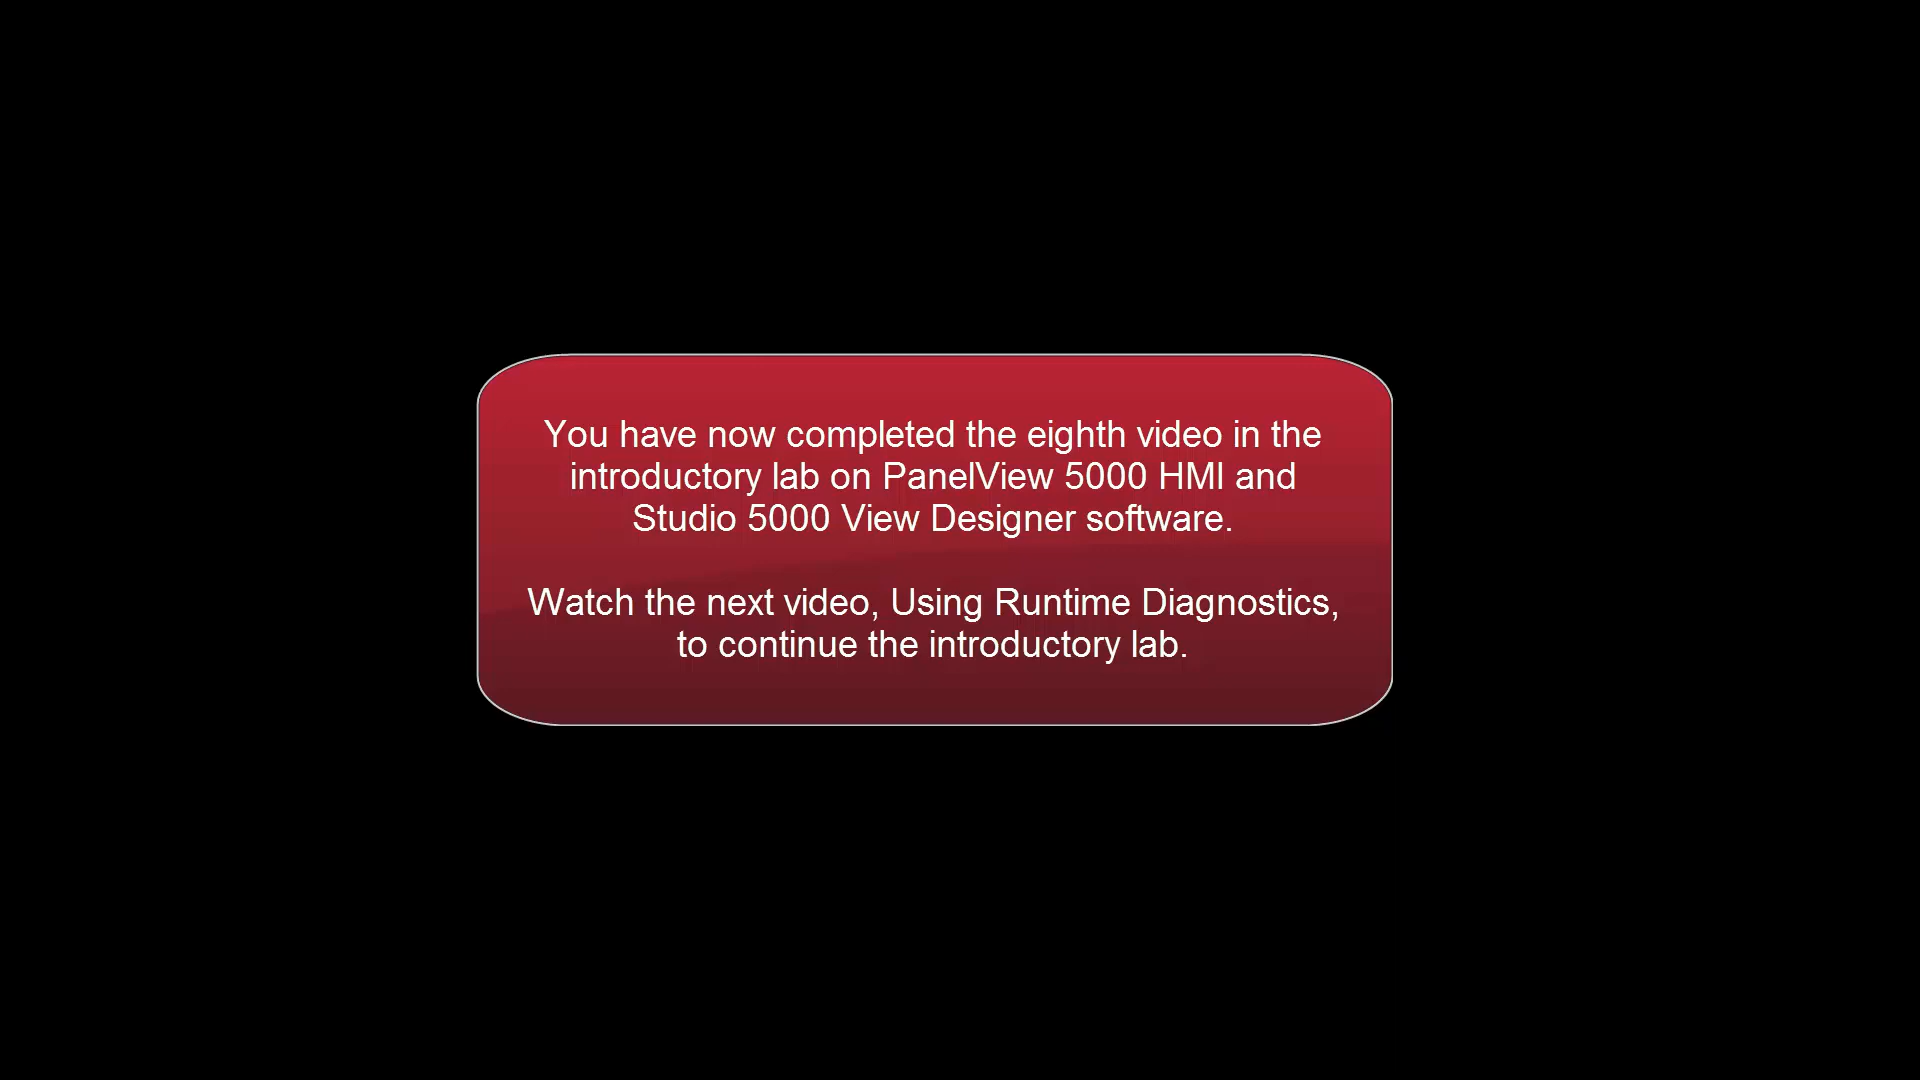 You have now completed the eighth video in the
introductory lab on PanelView 5000 HMI and
Studio 5000 View Designer software.
Watch the next video, Using Runtime Diagnostics,
to continue the introductory lab.